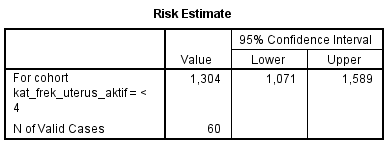 Risk Estimate
95% Confidence Interval
Value Lower Upper
For cohort
kat_frek_uterus_aktif = <
4
1,304 1,071 1,589
N of Valid Cases 60